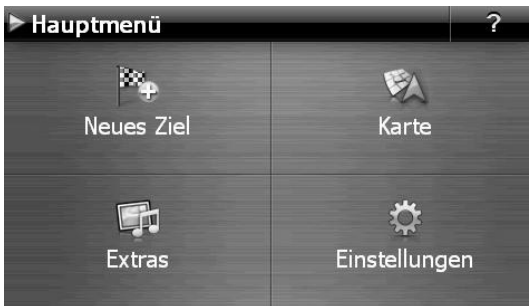 Hauptmenü
?
Neues Ziel
Karte
Extras
Einstellungen